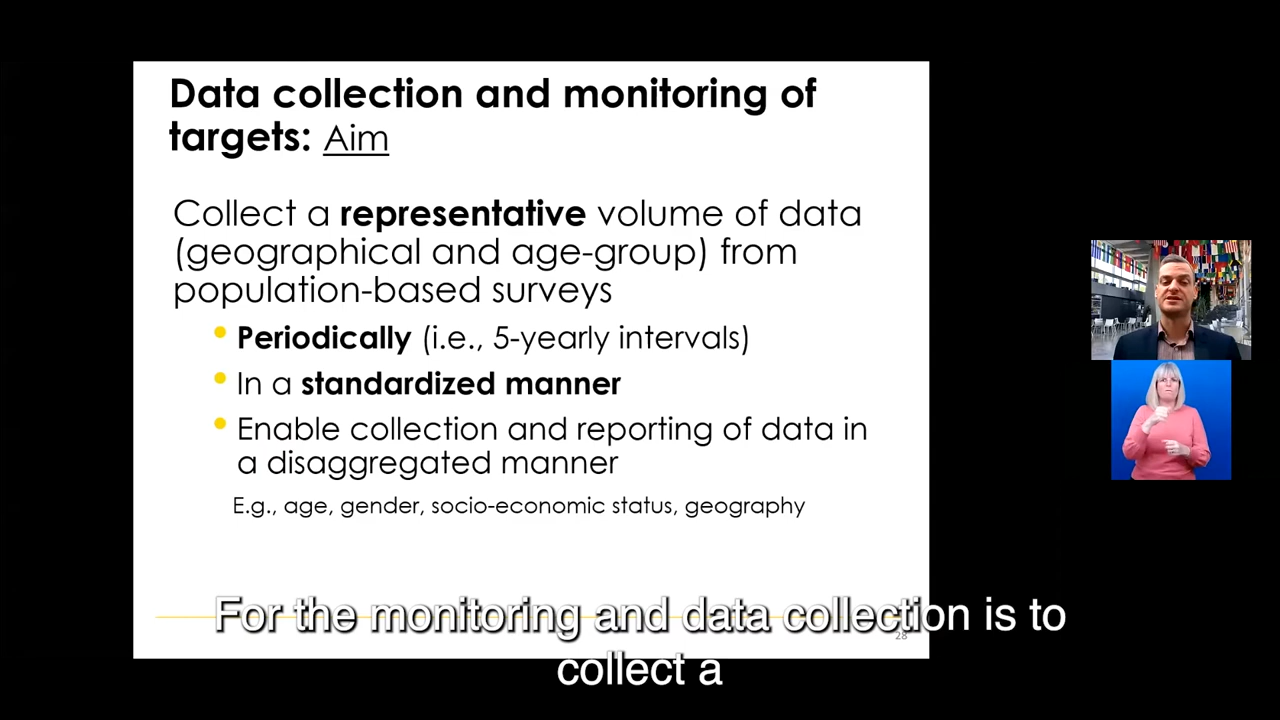 Data collection and monitoring of
targets: Aim
Collect a representative volume of data
(geographical and age-group) from
population-based surveys
• Periodically (i.e., 5-yearly intervals)
• In a standardized manner
• Enable collection and reporting of data in
a disaggregated manner
E.g., age, gender, socio-economic status, geography
28
For the monitoring and data collection is to
collect a